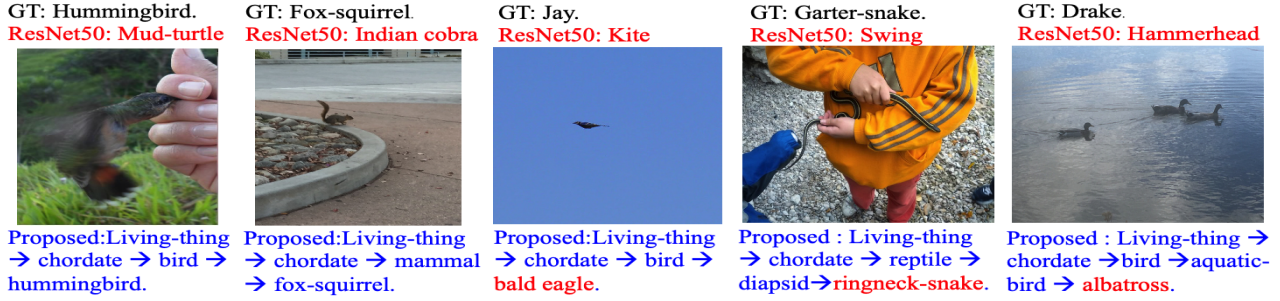 GT: Hummingbird.
ResNet50: Mud-turtle
Proposed:Living-thing
→ chordate → bird →
hummingbird.
GT: Fox-squirrel.
ResNet50: Indian cobra
Proposed:Living-thing
→ chordate → mammal
→ fox-squirrel.
GT: Jay.
ResNet50: Kite
Proposed:Living-thing
→ chordate → bird →
bald eagle.
GT: Garter-snake.
ResNet50: Swing
Proposed : Living-thing
→ chordate → reptile →
diapsid→ringneck-snake.
GT: Drake.
ResNet50: Hammerhead
Proposed : Living-thing →
chordate →bird →aquatic-
bird → albatross.